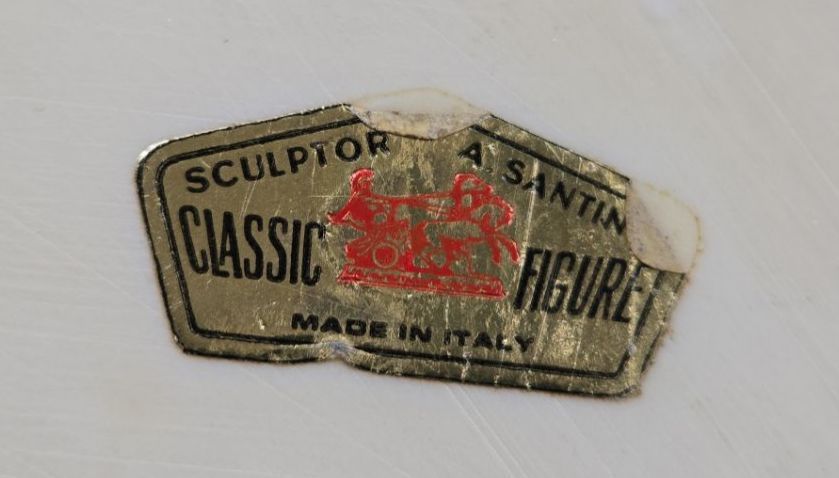 SCULPTOR A. SANTIN
CLASSIC FIGURE
MADE IN ITALY